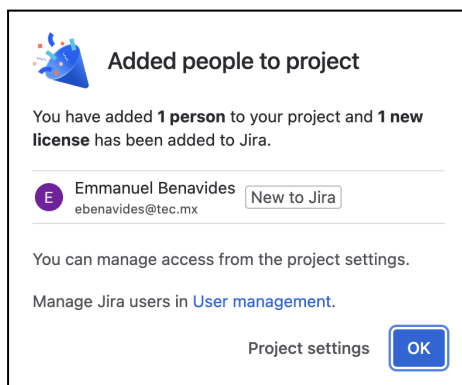 Added people to project
You have added 1 person to your project and 1 new
license has been added to Jira.
E
Emmanuel Benavides
New to Jira
ebenavides@tec.mx
You can manage access from the project settings.
Manage Jira users in User management.
Project settings
OK